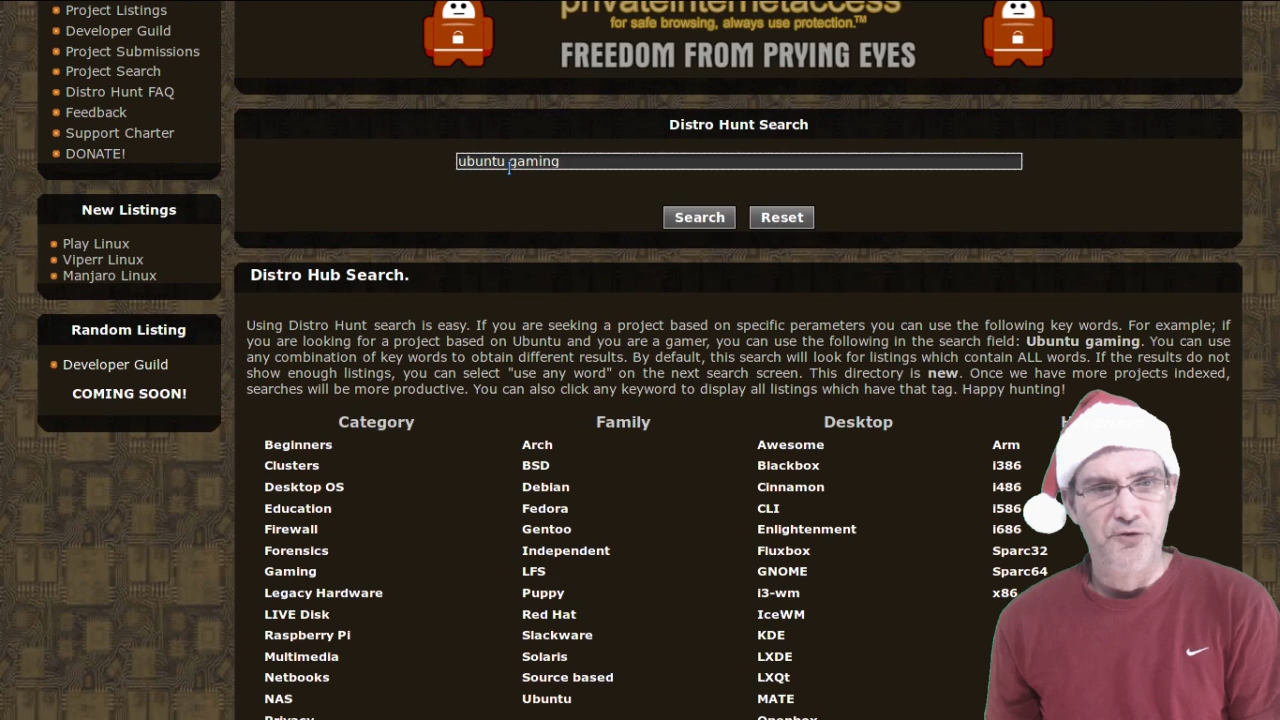 Project Listings
Developer Guild
Project Submissions
Project Search
Distro Hunt FAQ
Feedback
Support Charter
DONATE!
New Listings
Play Linux
Viperr Linux
Manjaro Linux
Random Listing
Developer Guild
COMING SOON!
privateinternetaccess
for safe browsing, always use protection.™
FREEDOM FROM PRYING EYES
Distro Hunt Search
ubuntu gaming
Search Reset
Distro Hub Search.
Using Distro Hunt search is easy. If you are seeking a project based on specific perameters you can use the following key words. For example; if
you are looking for a project based on Ubuntu and you are a gamer, you can use the following in the search field: Ubuntu gaming. You can use
any combination of key words to obtain different results. By default, this search will look for listings which contain ALL words. If the results do not
show enough listings, you can select "use any word" on the next search screen. This directory is new. Once we have more projects indexed,
searches will be more productive. You can also click any keyword to display all listings which have that tag. Happy hunting!
Category Family Desktop
Beginners Arch Awesome Arm
Clusters BSD Blackbox i386
Desktop OS Debian Cinnamon i486
Education Fedora CLI i586
Firewall Gentoo Enlightenment i686
Forensics Independent Fluxbox Sparc32
Gaming LFS GNOME Sparc64
Legacy Hardware Puppy i3-wm x86
LIVE Disk Red Hat IceWM
Raspberry Pi Slackware KDE
Multimedia Solaris LXDE
Netbooks Source based LXQt
NAS Ubuntu MATE
Privacy Openbox